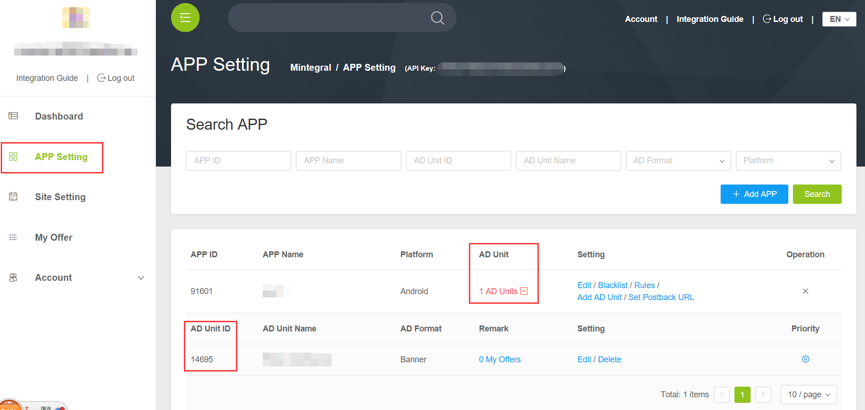 Account | Integration Guide | Log out | EN
Integration Guide | Log out
APP Setting
Mintegral / APP Setting (API Key: )
Dashboard
APP Setting
Site Setting
My Offer
Account
Search APP
APP ID APP Name AD Unit ID AD Unit Name AD Format Platform
+ Add APP Search
APP ID APP Name Platform AD Unit Setting Operation
91601 Android 1 AD Units Edit / Blacklist / Rules /
Add AD Unit / Set Postback URL
AD Unit ID AD Unit Name AD Format Remark Setting Priority
14695 Banner 0 My Offers Edit / Delete
Total: 1 items < 1 > 10 / page